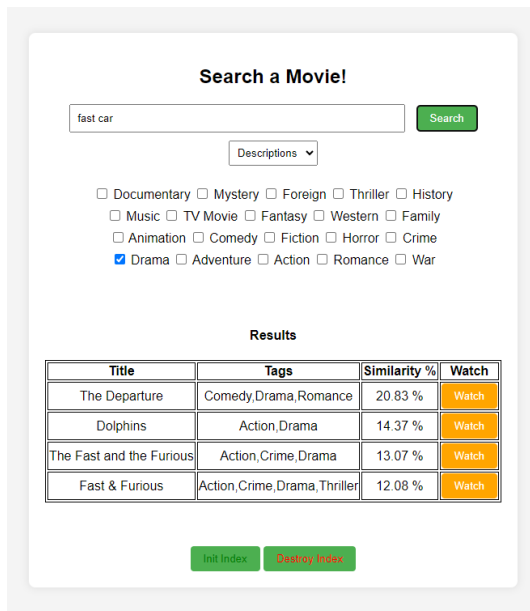 Search a Movie!
fast car Search
Descriptions
Documentary Mystery Foreign Thriller History
Music TV Movie Fantasy Western Family
Animation Comedy Fiction Horror Crime
Drama Adventure Action Romance War
Results
Title Tags Similarity % Watch
The Departure Comedy,Drama,Romance 20.83 % Watch
Dolphins Action,Drama 14.37 % Watch
The Fast and the Furious Action,Crime,Drama 13.07 % Watch
Fast & Furious Action,Crime,Drama,Thriller 12.08 % Watch
Init Index Destroy Index